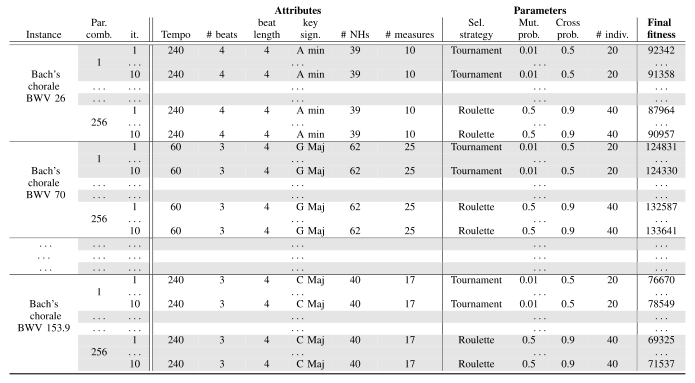 Attributes Parameters
Par. beat key Sel. Mut. Cross Final
Instance comb. it. Tempo # beats length sign. # NHs # measures strategy prob. prob. # indiv. fitness
1 240 4 4 A min 39 10 Tournament 0.01 0.5 20 92342
1 ... ... ... ...
Bach's 10 240 4 4 A min 39 10 Tournament 0.01 0.5 20 91358
chorale ... ... ... ... ...
BWV 26 ... ... ... ... ...
1 240 4 4 A min 39 10 Roulette 0.5 0.9 40 87964
256 ... ... ... ...
10 240 4 4 A min 39 10 Roulette 0.5 0.9 40 90957
1 60 3 4 G Maj 62 25 Tournament 0.01 0.5 20 124831
1 ... ... ... ...
Bach's 10 60 3 4 G Maj 62 25 Tournament 0.01 0.5 20 124330
chorale ... ... ... ... ...
BWV 70 ... ... ... ... ...
1 60 3 4 G Maj 62 25 Roulette 0.5 0.9 40 132587
256 ... ... ... ...
10 60 3 4 G Maj 62 25 Roulette 0.5 0.9 40 133641
... ... ... ... ... ...
... ... ... ... ... ...
... ... ... ... ... ...
1 240 3 4 C Maj 40 17 Tournament 0.01 0.5 20 76670
1 ... ... ... ...
Bach's 10 240 3 4 C Maj 40 17 Tournament 0.01 0.5 20 78549
chorale ... ... ... ... ...
BWV 153.9 ... ... ... ... ...
1 240 3 4 C Maj 40 17 Roulette 0.5 0.9 40 69325
256 ... ... ... ...
10 240 3 4 C Maj 40 17 Roulette 0.5 0.9 40 71537